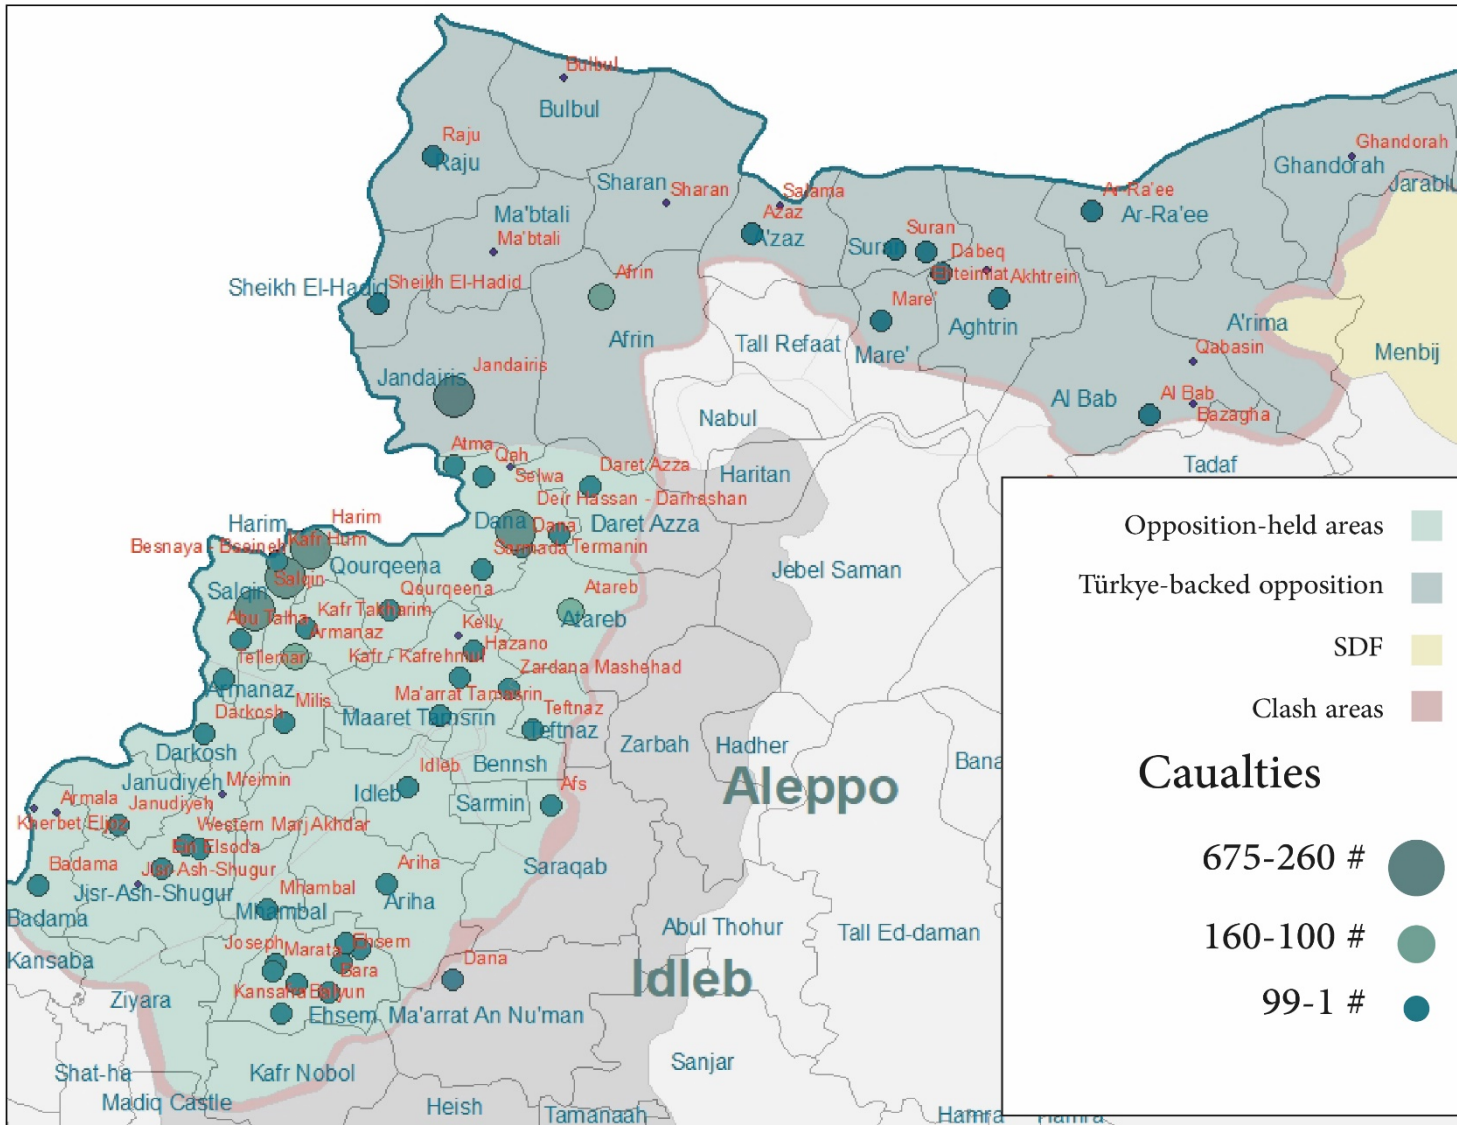 Bulbul
Bulbul
Raju
Raju
Ghandorah
Ghandorah
Jarablu
Sharan
Sharan
Salama
Ar-Ra'ee
Ar-Ra'ee
Ma'btali
Ma'btali
Azaz
A'zaz
Suran
Suran
Dabeq
Akhtrein
Afrin
Sheikh El-Hadid
Sheikh El-Hadid
Mare'
Mare'
Aghtrin
A'rima
Afrin
Tall Refaat
Menbij
Qabasin
Jandairis
Jandairis
Al Bab
Al Bab
Bazagha
Nabul
Atma
Qah
Selwa
Daret Azza
Haritan
Tadaf
Deir Hassan - Darhashan
Harim
Harim
Dana
Dana
Daret Azza
Kafr Hum
Sarmada
Termanin
Qourqeena
Jebel Saman
Salqin
Salqin
Qourqeena
Atareb
Atareb
Abu Talha
Kafr Takharim
Armanaz
Kelly
Hazano
Tellemar
Kafr - Kafrehmul
Zardana Mashehad
Armanaz
Ma'arrat Tamasrin
Milis
Darkosh
Maaret Tamsrin
Teftnaz
Teftnaz
Darkosh
Zarbah
Hadher
Bana
Janudiyeh
Mreimin
Idleb
Idleb
Bennsh
Afs
Aleppo
Armala
Janudiyeh
Sarmin
Western Marj Akhdar
Badama
Jisr-Ash-Shugur
Jisr-Ash-Shugur
Ariha
Ariha
Saraqab
Mhambal
Mhambal
Badama
Abul Thohur
Tall Ed-daman
Joseph
Marata
Ehsem
Bara
Dana
Kansaba
Idleb
Ziyara
Balyun
Ehsem
Ma'arrat An Nu'man
Sanjar
Shat-ha
Kafr Nobol
Madiq Castle
Heish
Tamanaah
Hamra
Hamra
Opposition-held areas
Türkye-backed opposition
SDF
Clash areas
Caualties
675-260 #
160-100 #
99-1 #